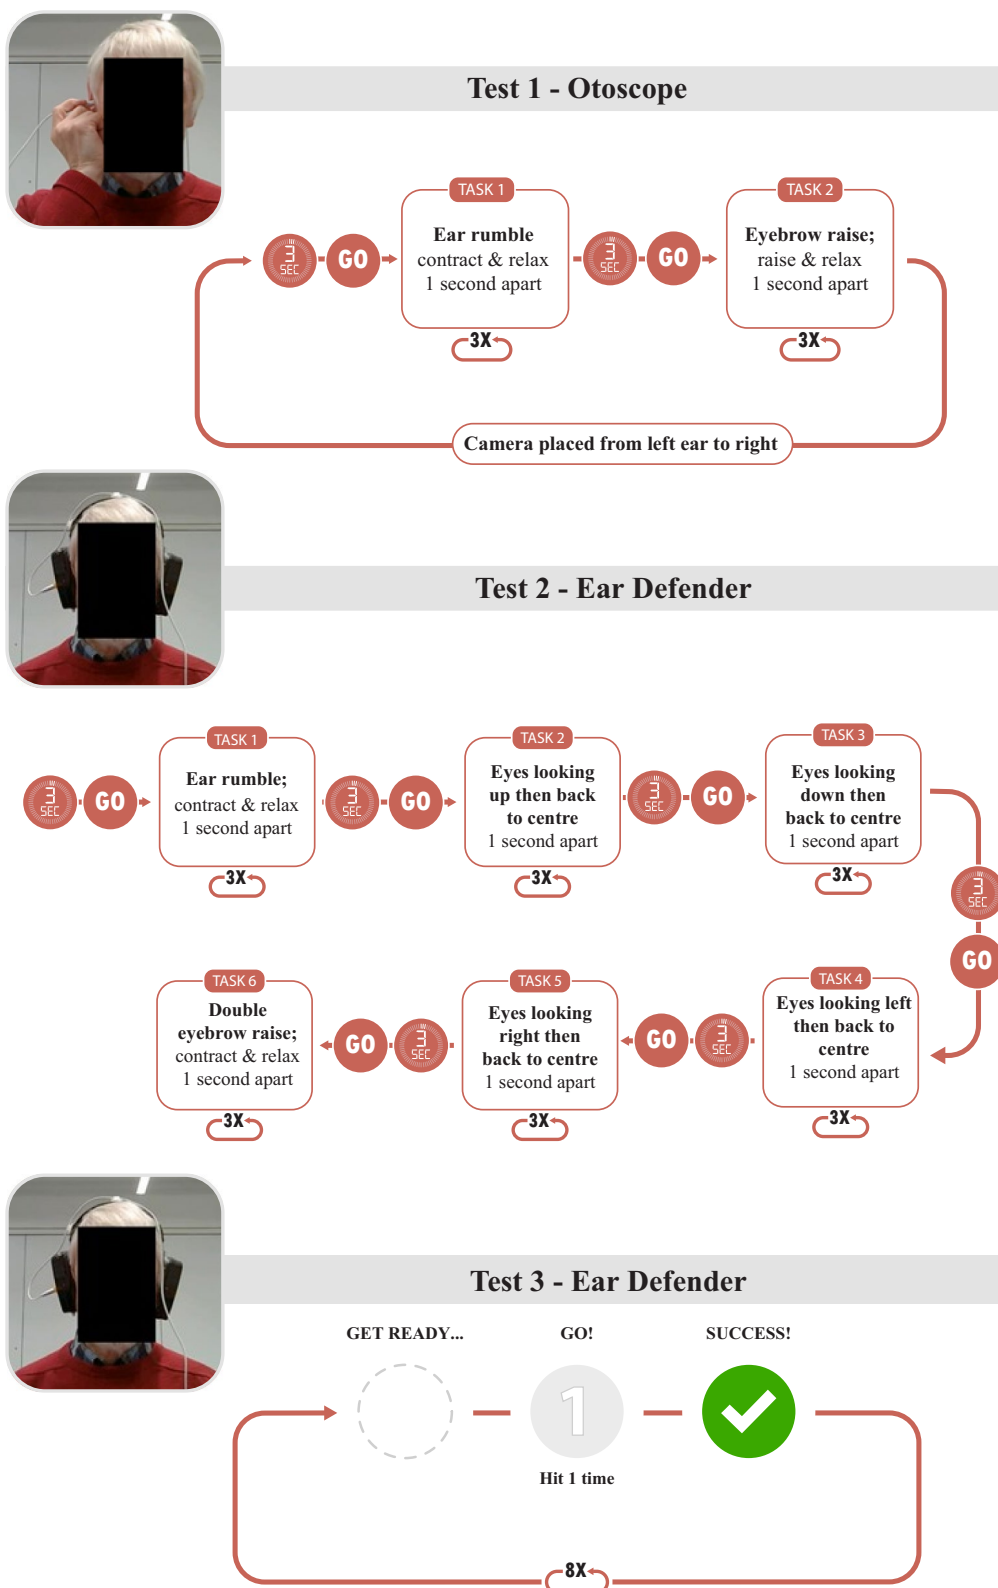 Test 1 - Otoscope
3
SEC
GO
TASK 1
Ear rumble
contract & relax
1 second apart
3X
3
SEC
GO
TASK 2
Eyebrow raise;
raise & relax
1 second apart
3X
Camera placed from left ear to right
Test 2 - Ear Defender
3
SEC
GO
TASK 1
Ear rumble;
contract & relax
1 second apart
3X
3
SEC
GO
TASK 2
Eyes looking
up then back
to centre
1 second apart
3X
3
SEC
GO
TASK 3
Eyes looking
down then
back to centre
1 second apart
3X
3
SEC
GO
TASK 4
Eyes looking left
then back to
centre
1 second apart
3X
3
SEC
GO
TASK 5
Eyes looking
right then
back to centre
1 second apart
3X
3
SEC
GO
TASK 6
Double
eyebrow raise;
contract & relax
1 second apart
3X
Test 3 - Ear Defender
GET READY...
GO!
1
Hit 1 time
SUCCESS!
8X